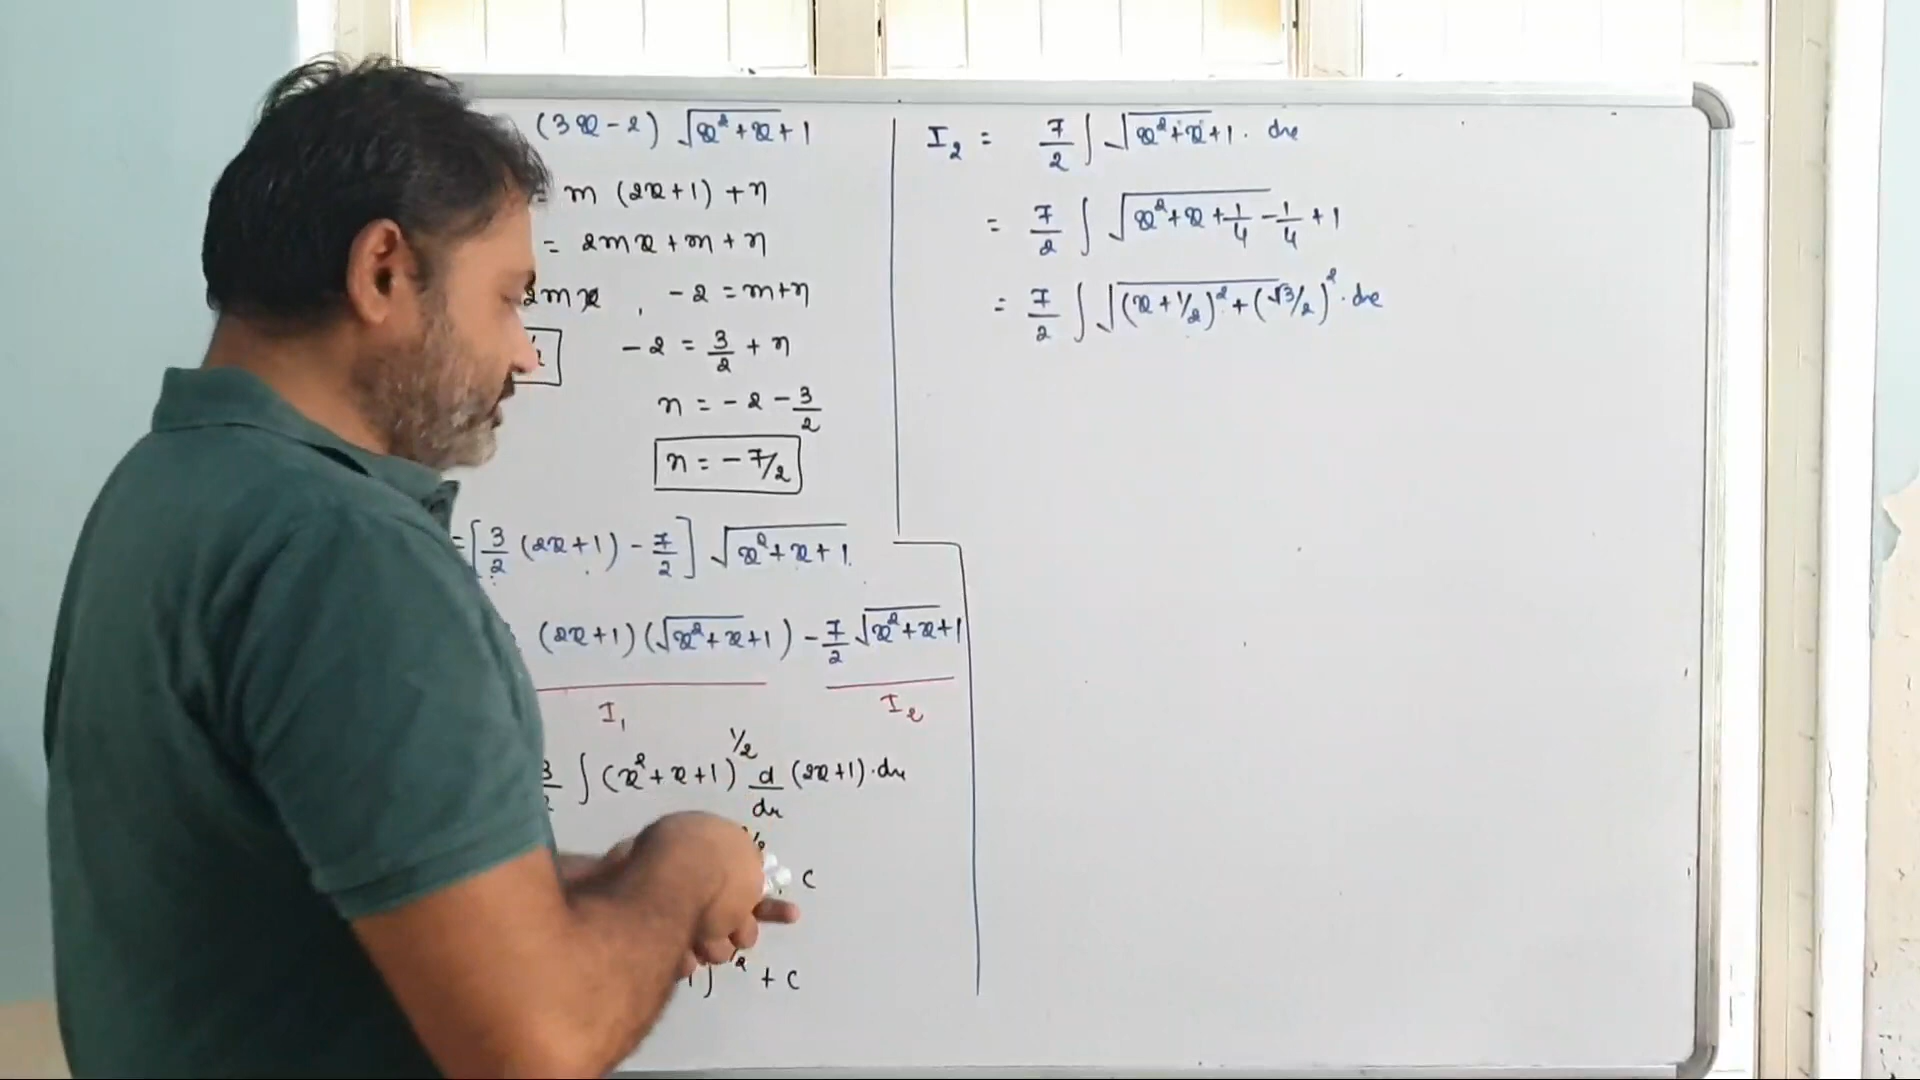 (3x-2) √x²+x+1
= m (2x+1) + n
= 2mx + m + n
2mx , -2 = m+n
-2 = 3/2 + n
n = -2 - 3/2
n = -7/2
= [3/2 (2x+1) - 7/2] √x²+x+1
(2x+1)(√x²+x+1) - 7/2 √x²+x+1
I₁ I₂
∫ (x²+x+1)^1/2 d/dx (2x+1)·dx
c
+ c
I₂ = 7/2 ∫ √x²+x+1 · dx
= 7/2 ∫ √x²+x+1/4 - 1/4 + 1
= 7/2 ∫ √(x+1/2)² + (√3/2)² · dx